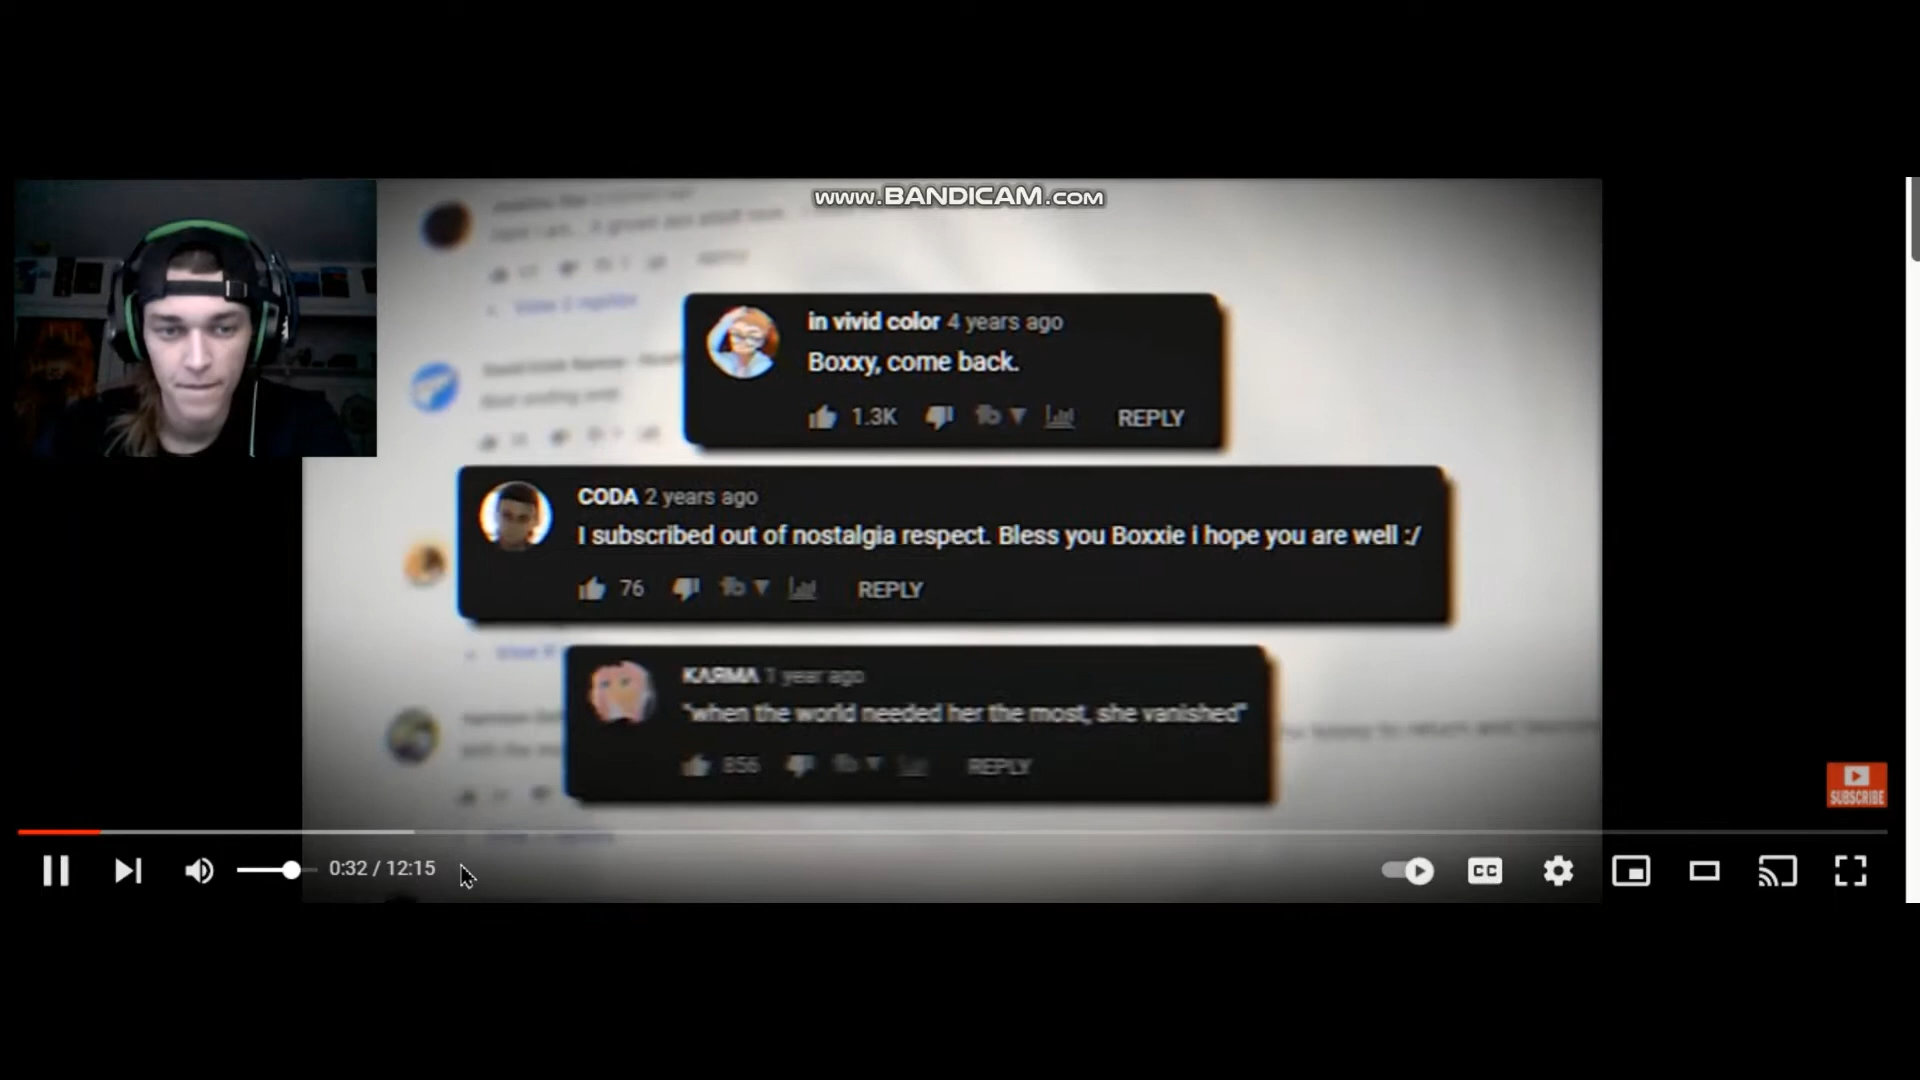 www.BANDICAM.com
in vivid color 4 years ago
Boxxy, come back.
1.3K REPLY
CODA 2 years ago
I subscribed out of nostalgia respect. Bless you Boxxie i hope you are well :/
76 REPLY
KARMA 1 year ago
"when the world needed her the most, she vanished"
856 REPLY
SUBSCRIBE
0:32 / 12:15
CC